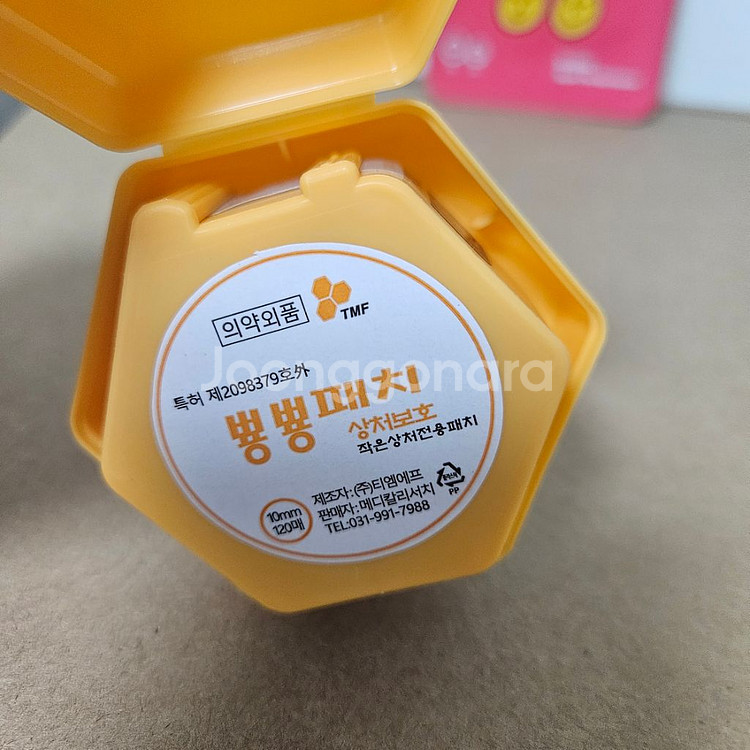 의약외품
TMF
특허 제2098379호外
Joonggonara
뿅뿅패치
상처보호
작은상처전용패치
제조자:(주)티엠에프
판매자:메디칼리서치
TEL:031-991-7988
10mm
120매
PP